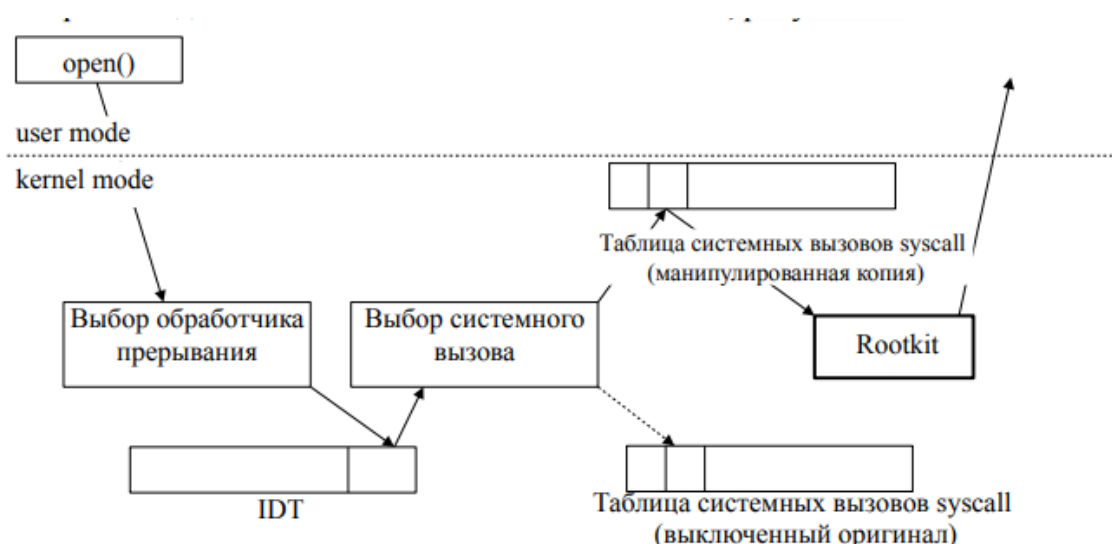 open()
user mode
kernel mode
Таблица системных вызовов syscall
(манипулированная копия)
Выбор обработчика
прерывания
Выбор системного
вызова
Rootkit
IDT
Таблица системных вызовов syscall
(выключенный оригинал)